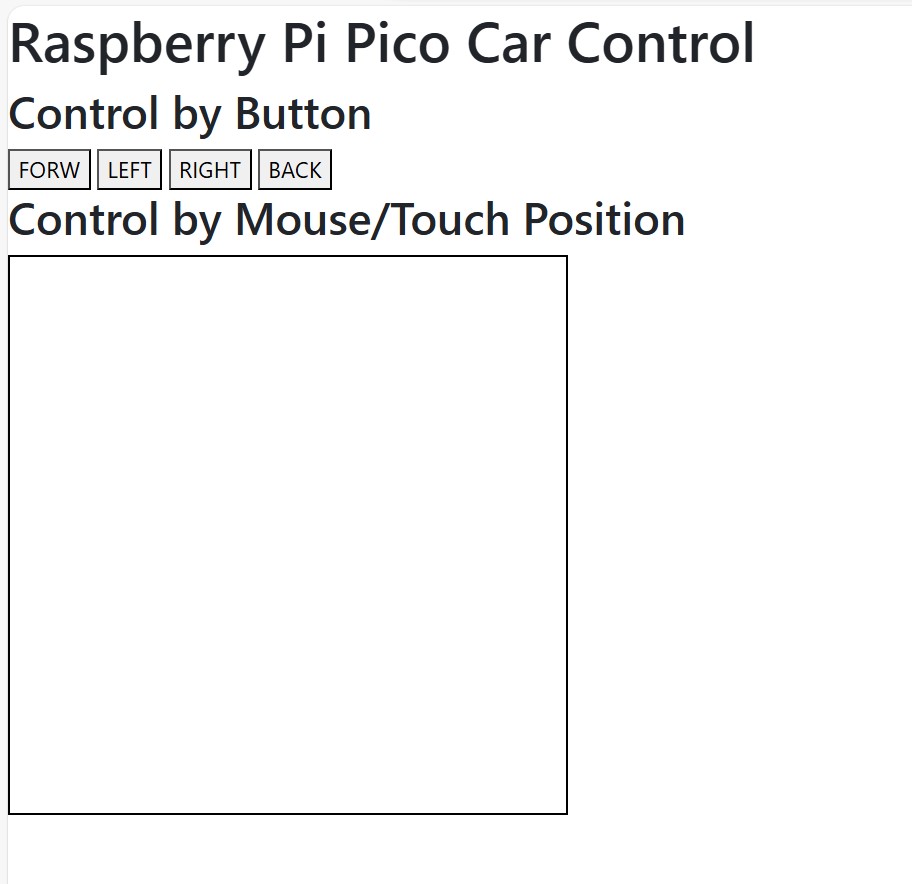 Raspberry Pi Pico Car Control
Control by Button
FORW LEFT RIGHT BACK
Control by Mouse/Touch Position